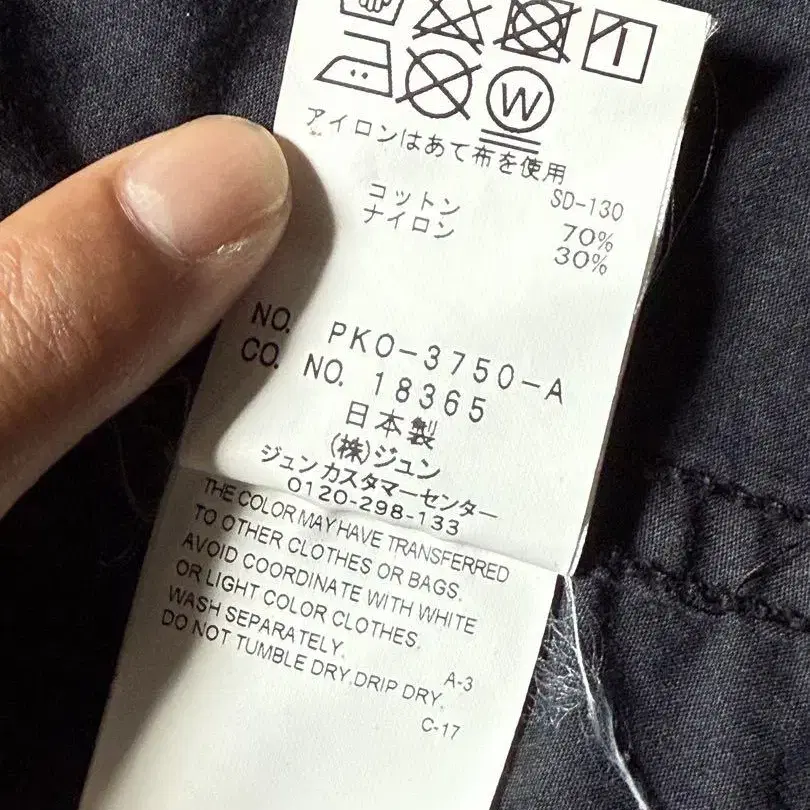 W
アイロンはあて布を使用
SD-130
コットン 70%
ナイロン 30%
NO. PKO-3750-A
CO. NO. 18365
日本製
(株)ジュン
ジュンカスタマーセンター
0120-298-133
THE COLOR MAY HAVE TRANSFERRED
TO OTHER CLOTHES OR BAGS.
AVOID COORDINATE WITH WHITE
OR LIGHT COLOR CLOTHES.
WASH SEPARATELY.
DO NOT TUMBLE DRY.DRIP DRY.
A-3
C-17